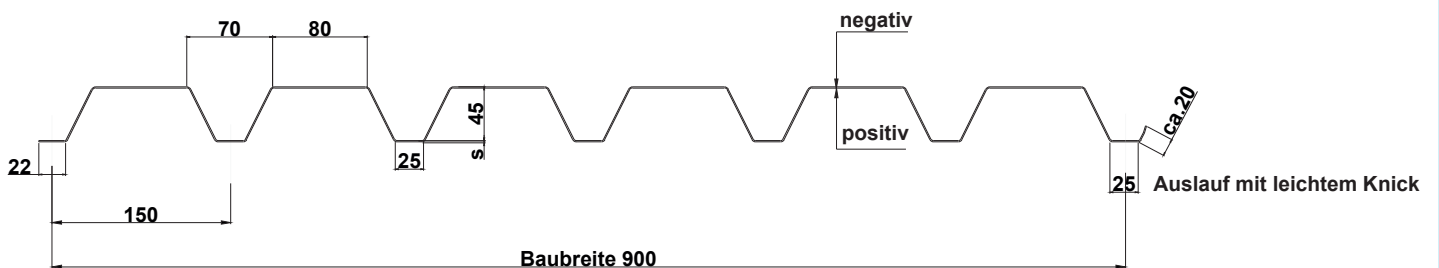 negativ
70
80
45
s
positiv
ca.20
22
25
25
Auslauf mit leichtem Knick
150
Baubreite 900